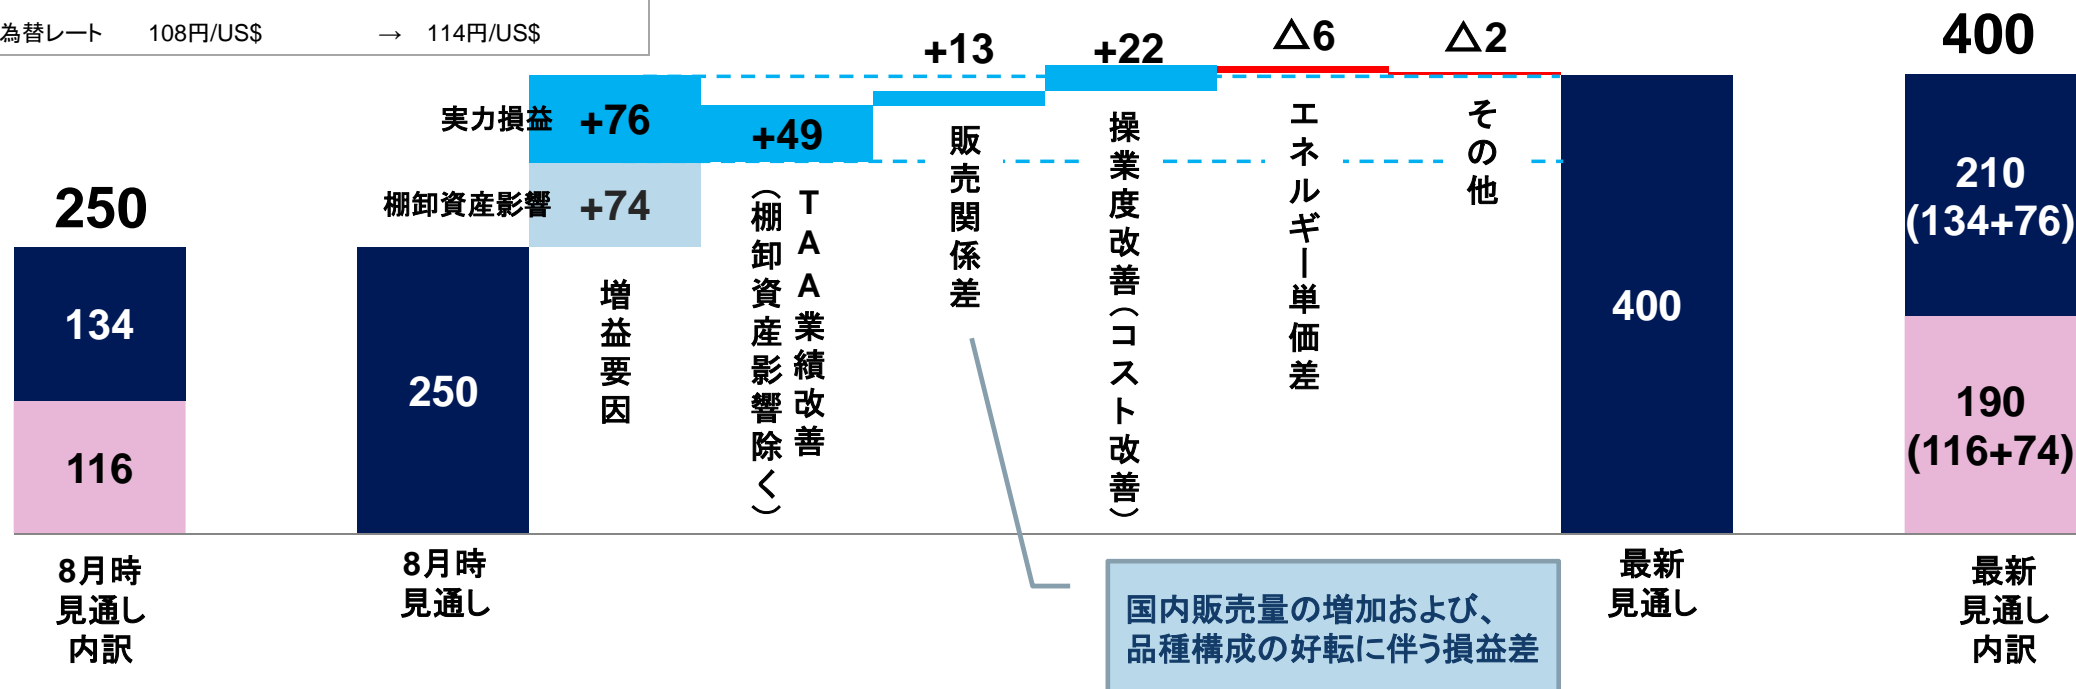 為替レート 108円/US$ → 114円/US$
250
134
116
8月時
見通し
内訳
250
8月時
見通し
実力損益 +76
棚卸資産影響 +74
増益要因
+49
TAA業績改善
（棚卸資産影響除く）
+13
販売関係差
+22
操業度改善（コスト改善）
△6
エネルギー単価差
△2
その他
国内販売量の増加および、
品種構成の好転に伴う損益差
400
最新
見通し
400
210
(134+76)
190
(116+74)
最新
見通し
内訳